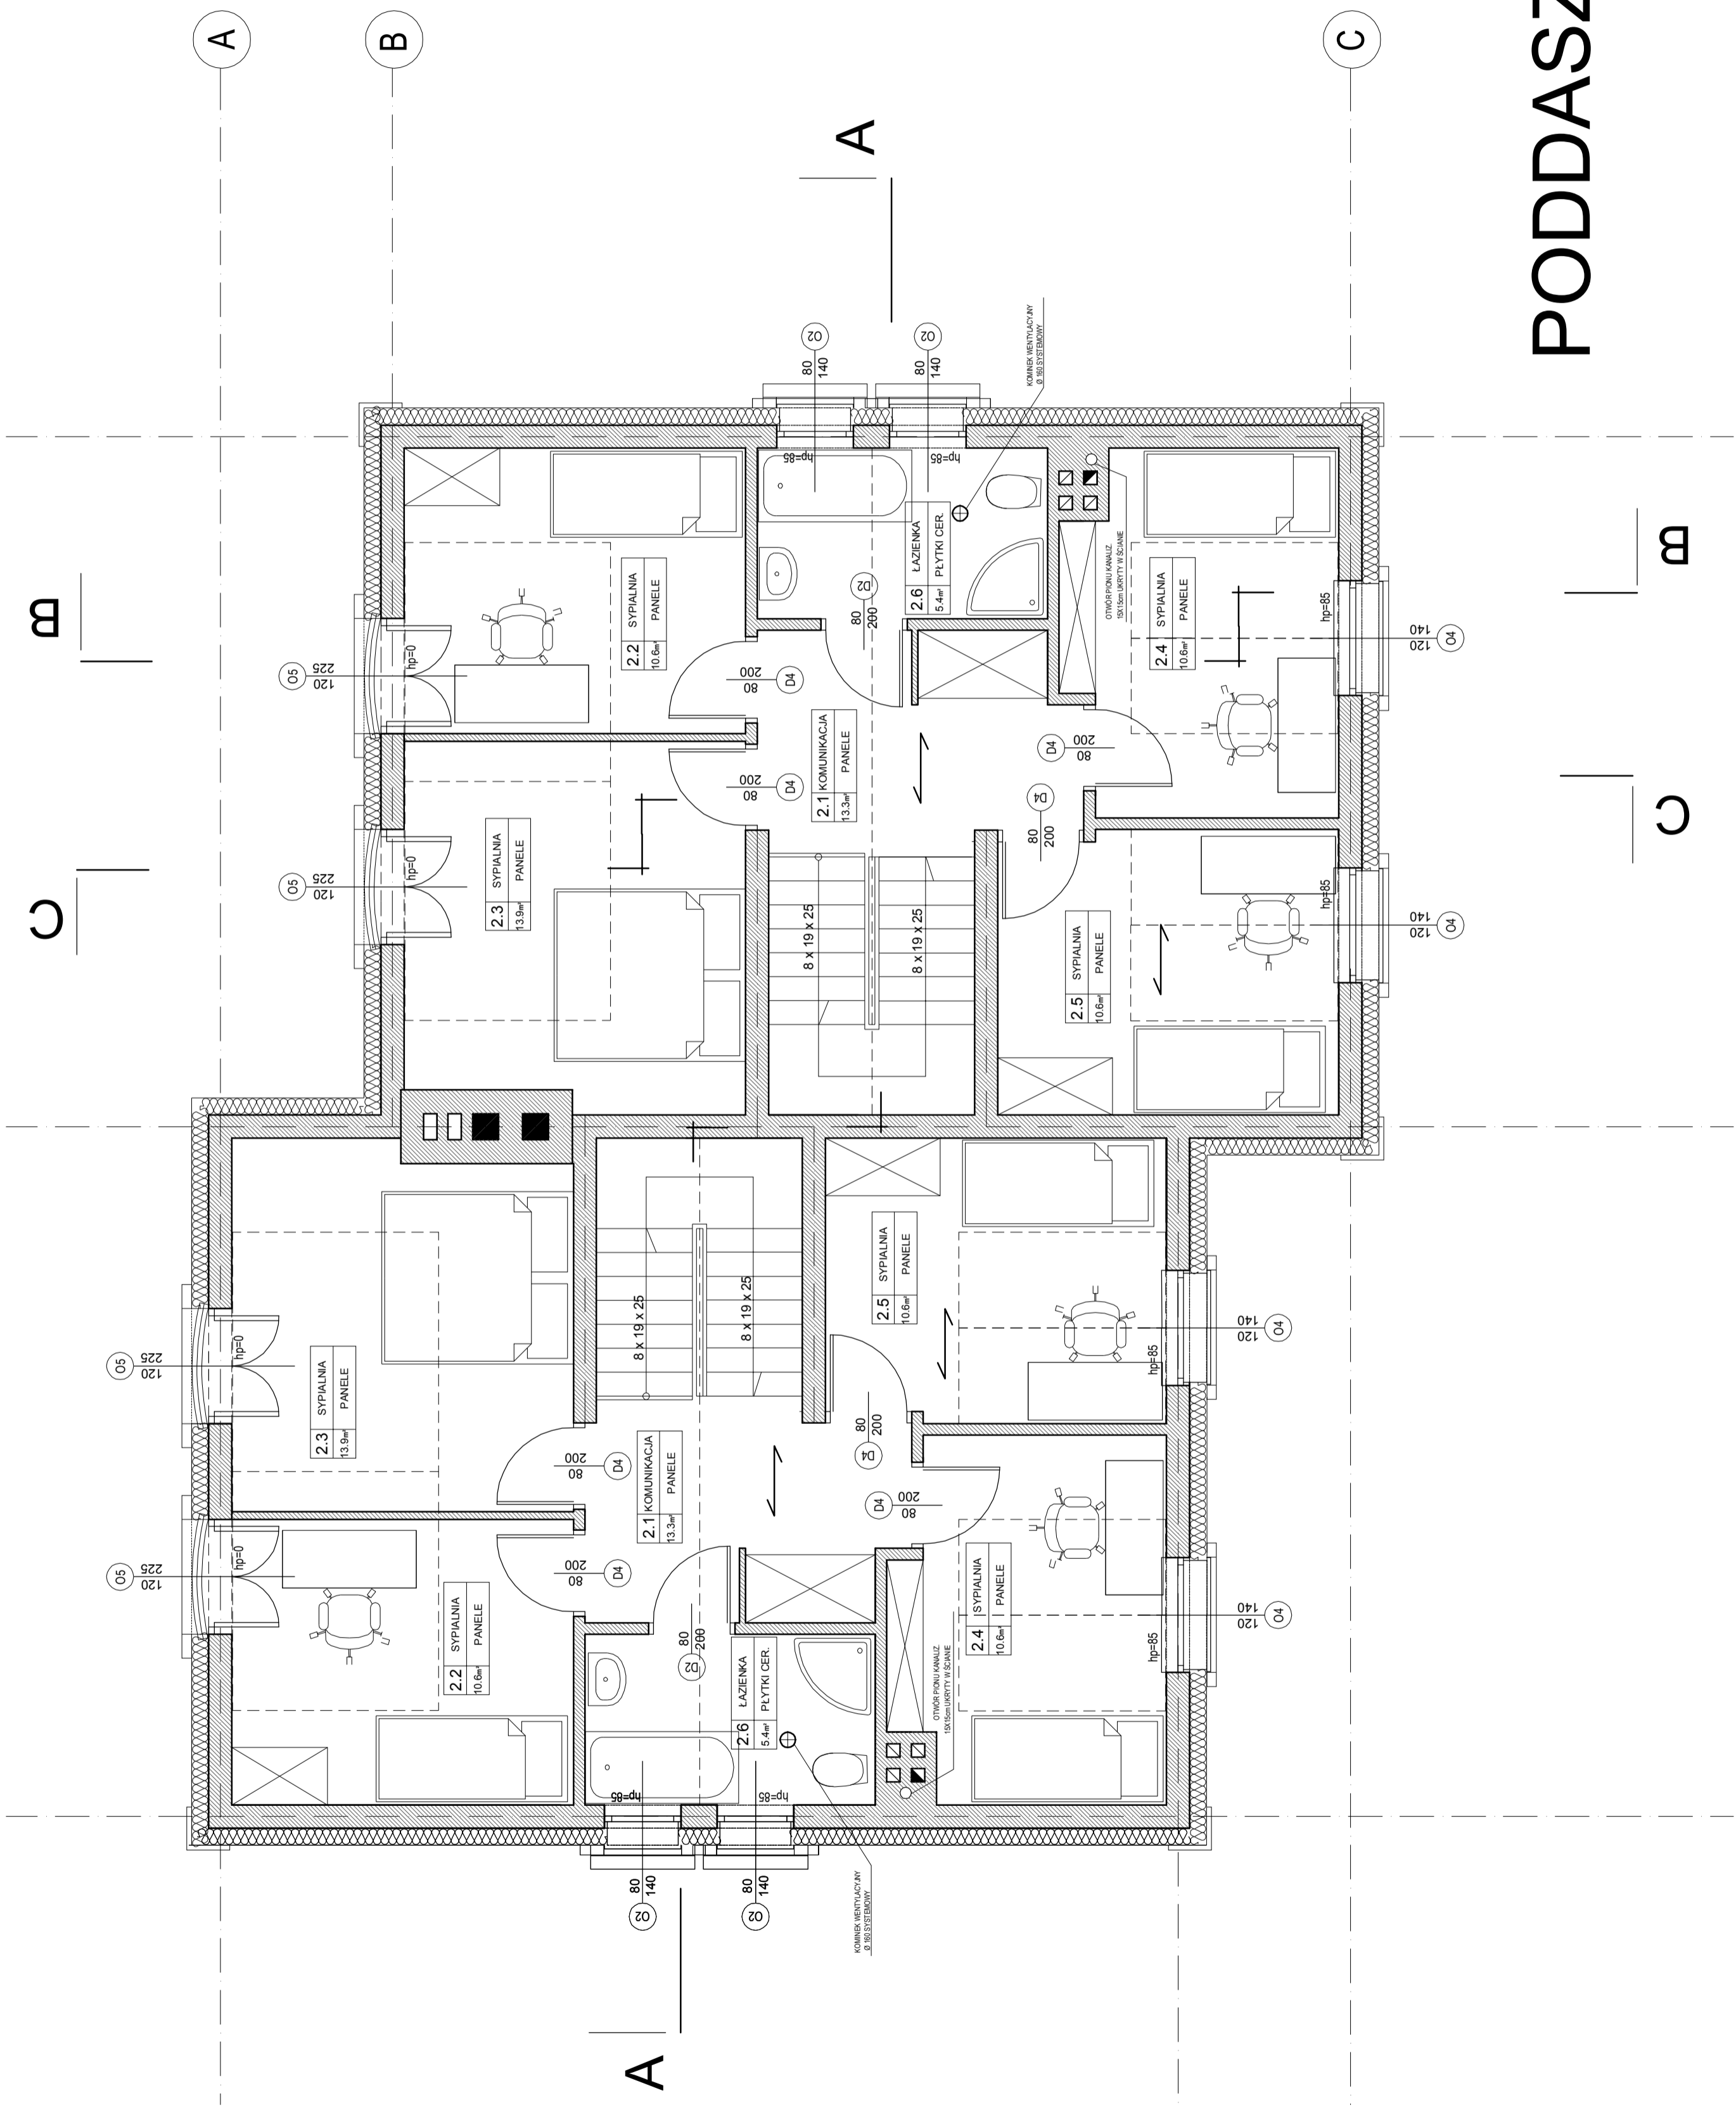 A
B
C
PODDASZ
A
B
B
C
C
A
O5
225
120
hp=0
O5
225
120
hp=0
2.2 SYPIALNIA
10.6m² PANELE
2.3 SYPIALNIA
13.9m² PANELE
D4
200
80
D4
200
80
2.1 KOMUNIKACJA
13.3m² PANELE
8 x 19 x 25
8 x 19 x 25
O2
80
140
hp=85
O2
80
140
hp=85
KOMINEK WENTYLACYJNY
Ø 160 SYSTEMOWY
D2
80
200
2.6 ŁAZIENKA
5.4m² PŁYTKI CER.
OTWÓR PIONU KANALIZ.
15X15cm UKRYTY W ŚCIANIE
2.4 SYPIALNIA
10.6m² PANELE
D4
200
80
D4
80
200
2.5 SYPIALNIA
10.6m² PANELE
hp=85
140
120
O4
hp=85
140
120
O4
O5
225
120
hp=0
O5
225
120
hp=0
2.3 SYPIALNIA
13.9m² PANELE
2.2 SYPIALNIA
10.6m² PANELE
D4
200
80
D4
200
80
2.1 KOMUNIKACJA
13.3m² PANELE
8 x 19 x 25
8 x 19 x 25
2.5 SYPIALNIA
10.6m² PANELE
D4
80
200
D4
200
80
2.4 SYPIALNIA
10.6m² PANELE
OTWÓR PIONU KANALIZ.
15X15cm UKRYTY W ŚCIANIE
D2
80
200
2.6 ŁAZIENKA
5.4m² PŁYTKI CER.
KOMINEK WENTYLACYJNY
Ø 160 SYSTEMOWY
hp=85
80
140
O2
hp=85
80
140
O2
hp=85
140
120
O4
hp=85
140
120
O4